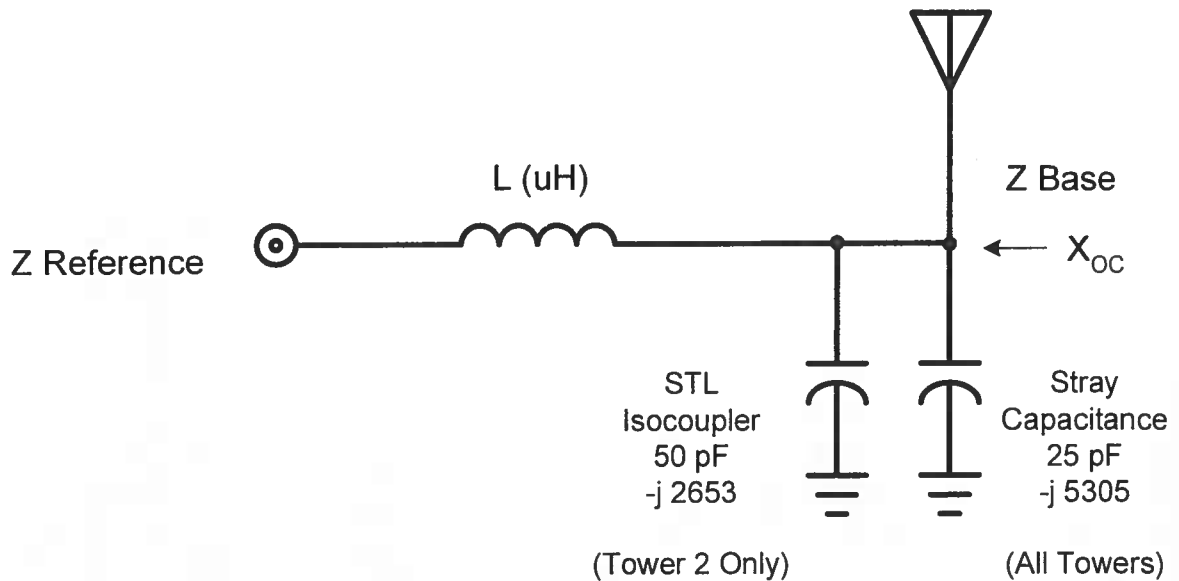 L (uH)
Z Base
Z Reference
X_OC
STL
Isocoupler
50 pF
-j 2653
(Tower 2 Only)
Stray
Capacitance
25 pF
-j 5305
(All Towers)